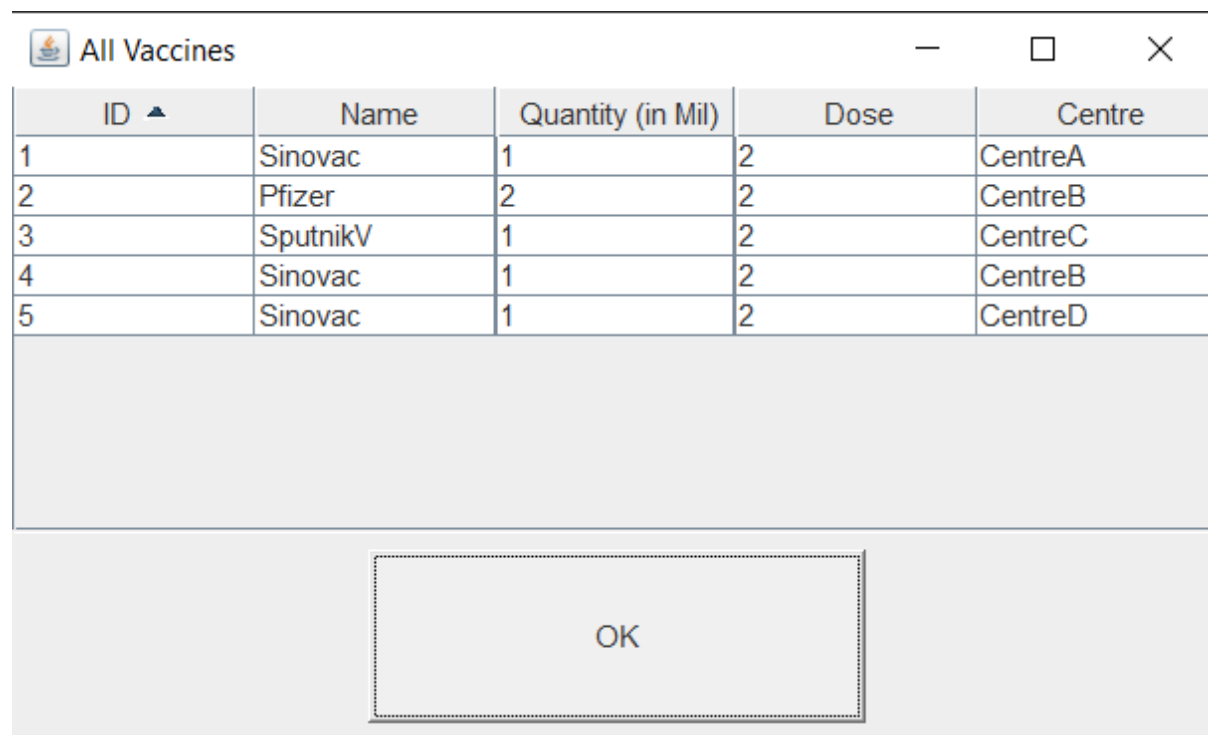 All Vaccines
ID Name Quantity (in Mil) Dose Centre
1 Sinovac 1 2 CentreA
2 Pfizer 2 2 CentreB
3 SputnikV 1 2 CentreC
4 Sinovac 1 2 CentreB
5 Sinovac 1 2 CentreD
OK